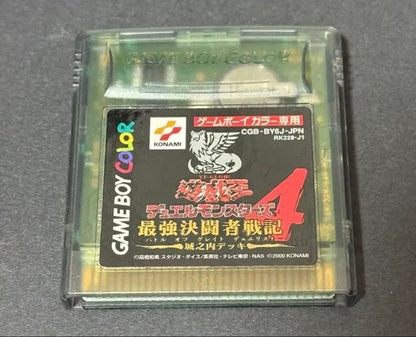 GAME BOY COLOR
GAME BOY COLOR
KONAMI
ゲームボーイカラー専用
CGB-BY6J-JPN
RK228-J1
遊戯王
デュエルモンスターズ4
最強決闘者戦記
バトル オブ グレイト デュエリスト
城之内デッキ
©高橋和希 スタジオ・ダイス/集英社・テレビ東京・NAS ©2000 KONAMI